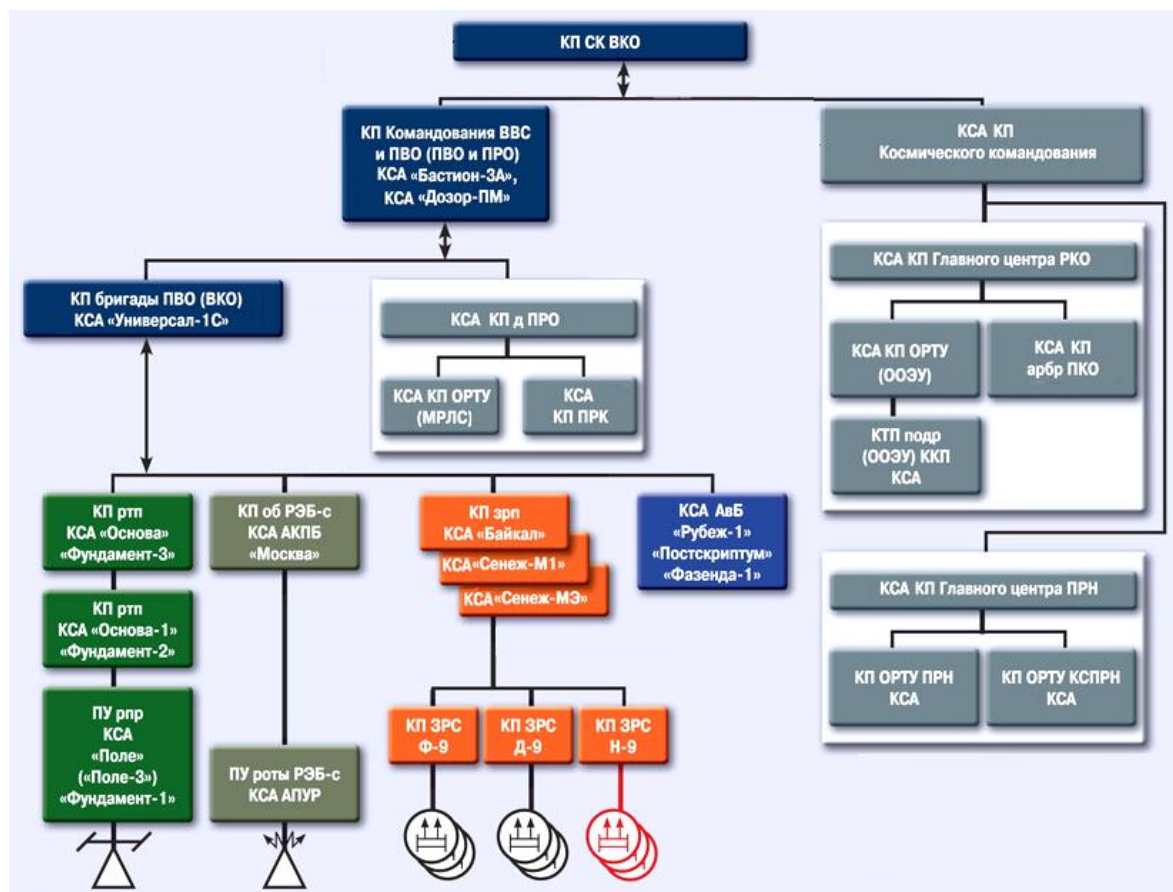 КП СК ВКО
КП Командования ВВС
и ПВО (ПВО и ПРО)
КСА «Бастион-3А»,
КСА «Дозор-ПМ»
КСА КП
Космического командования
КП бригады ПВО (ВКО)
КСА «Универсал-1С»
КСА КП д ПРО
КСА КП ОРТУ
(МРЛС)
КСА
КП ПРК
КСА КП Главного центра РКО
КСА КП ОРТУ
(ООЭУ)
КСА КП
арбр ПКО
КТП подр
(ООЭУ) ККП
КСА
КП ртп
КСА «Основа»
«Фундамент-3»
КП об РЭБ-с
КСА АКПБ
«Москва»
КП зрп
КСА «Байкал»
КСА«Сенеж-М1»
КСА«Сенеж-МЭ»
КСА АвБ
«Рубеж-1»
«Постскриптум»
«Фазенда-1»
КП ртп
КСА «Основа-1»
«Фундамент-2»
ПУ рпр
КСА
«Поле»
(«Поле-3»)
«Фундамент-1»
ПУ роты РЭБ-с
КСА АПУР
КП ЗРС
Ф-9
КП ЗРС
Д-9
КП ЗРС
Н-9
КСА КП Главного центра ПРН
КП ОРТУ ПРН
КСА
КП ОРТУ КСПРН
КСА